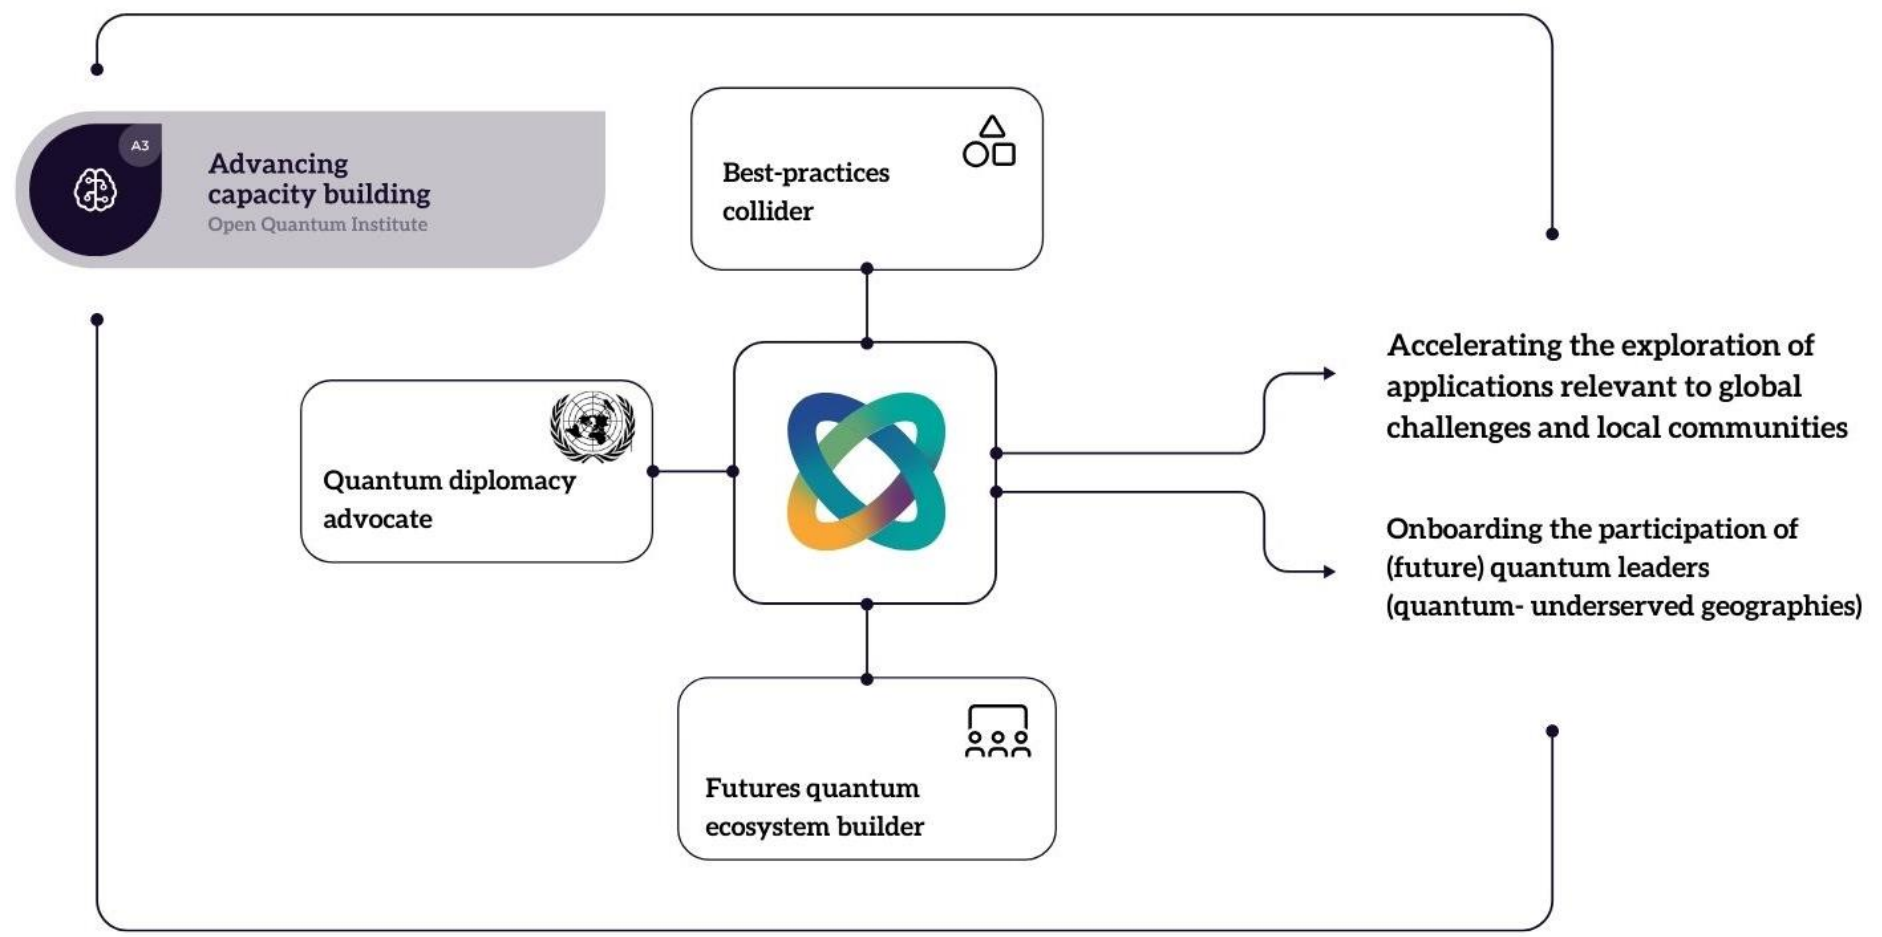 A3
Advancing
capacity building
Open Quantum Institute
Best-practices
collider
Quantum diplomacy
advocate
Futures quantum
ecosystem builder
Accelerating the exploration of
applications relevant to global
challenges and local communities
Onboarding the participation of
(future) quantum leaders
(quantum- underserved geographies)